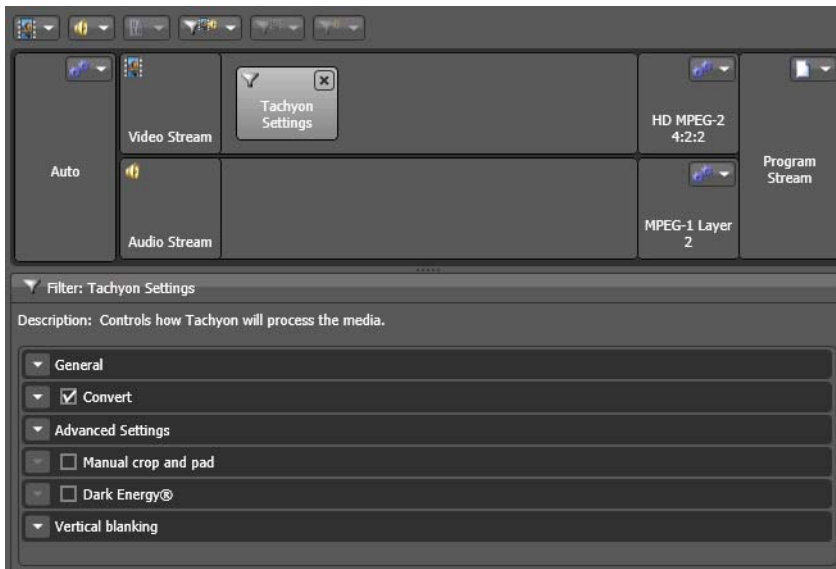 Auto
Video Stream
Tachyon
Settings
HD MPEG-2
4:2:2
Program
Stream
Audio Stream
MPEG-1 Layer
2
Filter: Tachyon Settings
Description: Controls how Tachyon will process the media.
General
Convert
Advanced Settings
Manual crop and pad
Dark Energy®
Vertical blanking